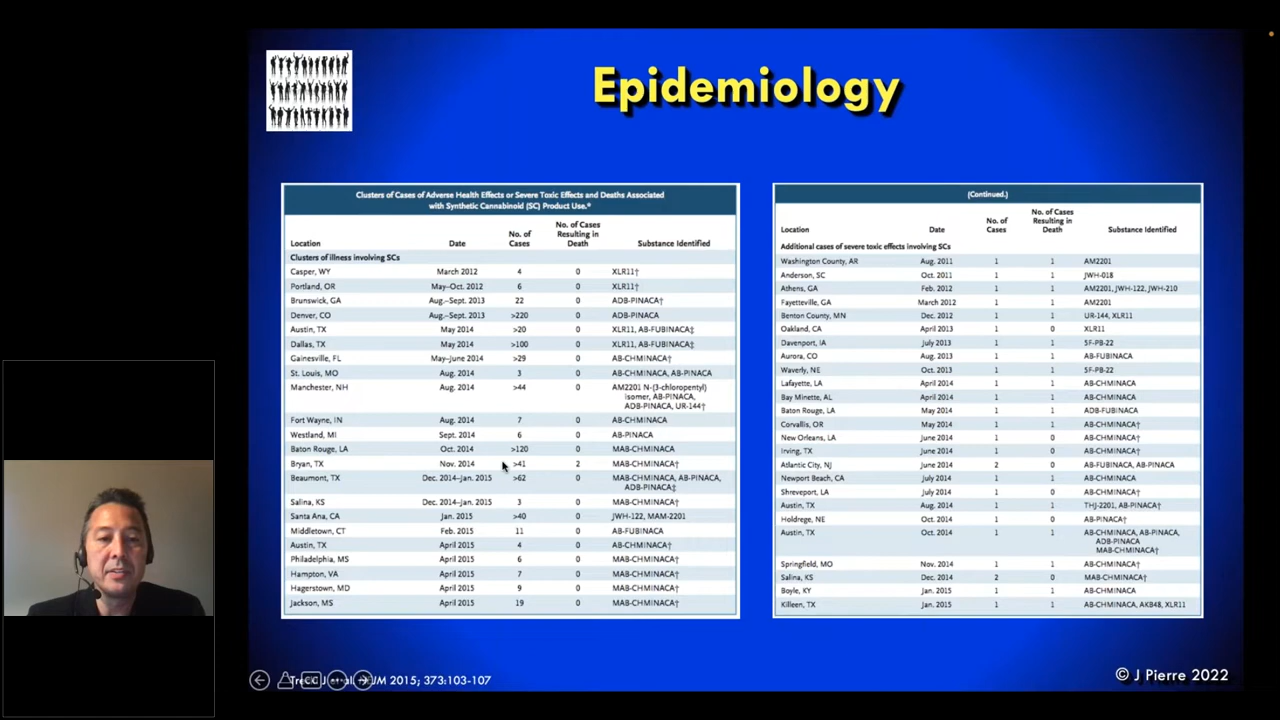 Epidemiology
Clusters of Cases of Adverse Health Effects or Severe Toxic Effects and Deaths Associated
with Synthetic Cannabinoid (SC) Product Use.*
Location Date No. of Cases No. of Cases Resulting in Death Substance Identified
Clusters of illness involving SCs
Casper, WY March 2012 4 0 XLR11†
Portland, OR May–Oct. 2012 6 0 XLR11†
Brunswick, GA Aug.–Sept. 2013 22 0 ADB-PINACA†
Denver, CO Aug.–Sept. 2013 >220 0 ADB-PINACA
Austin, TX May 2014 >20 0 XLR11, AB-FUBINACA‡
Dallas, TX May 2014 >100 0 XLR11, AB-FUBINACA‡
Gainesville, FL May–June 2014 >29 0 AB-CHMINACA†
St. Louis, MO Aug. 2014 3 0 AB-CHMINACA, AB-PINACA
Manchester, NH Aug. 2014 >44 0 AM2201 N-(3-chloropentyl)
isomer, AB-PINACA,
ADB-PINACA, UR-144†
Fort Wayne, IN Aug. 2014 7 0 AB-CHMINACA
Westland, MI Sept. 2014 6 0 AB-PINACA
Baton Rouge, LA Oct. 2014 >120 0 MAB-CHMINACA
Bryan, TX Nov. 2014 >41 2 MAB-CHMINACA†
Beaumont, TX Dec. 2014–Jan. 2015 >62 0 MAB-CHMINACA, AB-PINACA,
ADB-PINACA‡
Salina, KS Dec. 2014–Jan. 2015 3 0 MAB-CHMINACA†
Santa Ana, CA Jan. 2015 >40 0 JWH-122, MAM-2201
Middletown, CT Feb. 2015 11 0 AB-FUBINACA
Austin, TX April 2015 4 0 AB-CHMINACA†
Philadelphia, MS April 2015 6 0 MAB-CHMINACA†
Hampton, VA April 2015 7 0 MAB-CHMINACA†
Hagerstown, MD April 2015 9 0 MAB-CHMINACA†
Jackson, MS April 2015 19 0 MAB-CHMINACA†
(Continued.)
Location Date No. of Cases No. of Cases Resulting in Death Substance Identified
Additional cases of severe toxic effects involving SCs
Washington County, AR Aug. 2011 1 1 AM2201
Anderson, SC Oct. 2011 1 1 JWH-018
Athens, GA Feb. 2012 1 1 AM2201, JWH-122, JWH-210
Fayetteville, GA March 2012 1 1 AM2201
Benton County, MN Dec. 2012 1 1 UR-144, XLR11
Oakland, CA April 2013 1 0 XLR11
Davenport, IA July 2013 1 1 5F-PB-22
Aurora, CO Aug. 2013 1 1 AB-FUBINACA
Waverly, NE Oct. 2013 1 1 5F-PB-22
Lafayette, LA April 2014 1 1 AB-CHMINACA
Bay Minette, AL April 2014 1 1 AB-CHMINACA
Baton Rouge, LA May 2014 1 1 ADB-FUBINACA
Corvallis, OR May 2014 1 1 AB-CHMINACA†
New Orleans, LA June 2014 1 0 AB-CHMINACA†
Irving, TX June 2014 1 1 AB-CHMINACA†
Atlantic City, NJ June 2014 2 0 AB-FUBINACA, AB-PINACA
Newport Beach, CA July 2014 1 1 AB-CHMINACA
Shreveport, LA July 2014 1 0 AB-CHMINACA†
Austin, TX Aug. 2014 1 1 THJ-2201, AB-PINACA†
Holdrege, NE Oct. 2014 1 0 AB-PINACA†
Austin, TX Oct. 2014 1 1 AB-CHMINACA, AB-PINACA,
ADB-PINACA
MAB-CHMINACA†
Springfield, MO Nov. 2014 1 1 AB-CHMINACA†
Salina, KS Dec. 2014 2 0 MAB-CHMINACA†
Boyle, KY Jan. 2015 1 1 AB-CHMINACA
Killeen, TX Jan. 2015 1 1 AB-CHMINACA, AKB48, XLR11
2015; 373:103-107
© J Pierre 2022